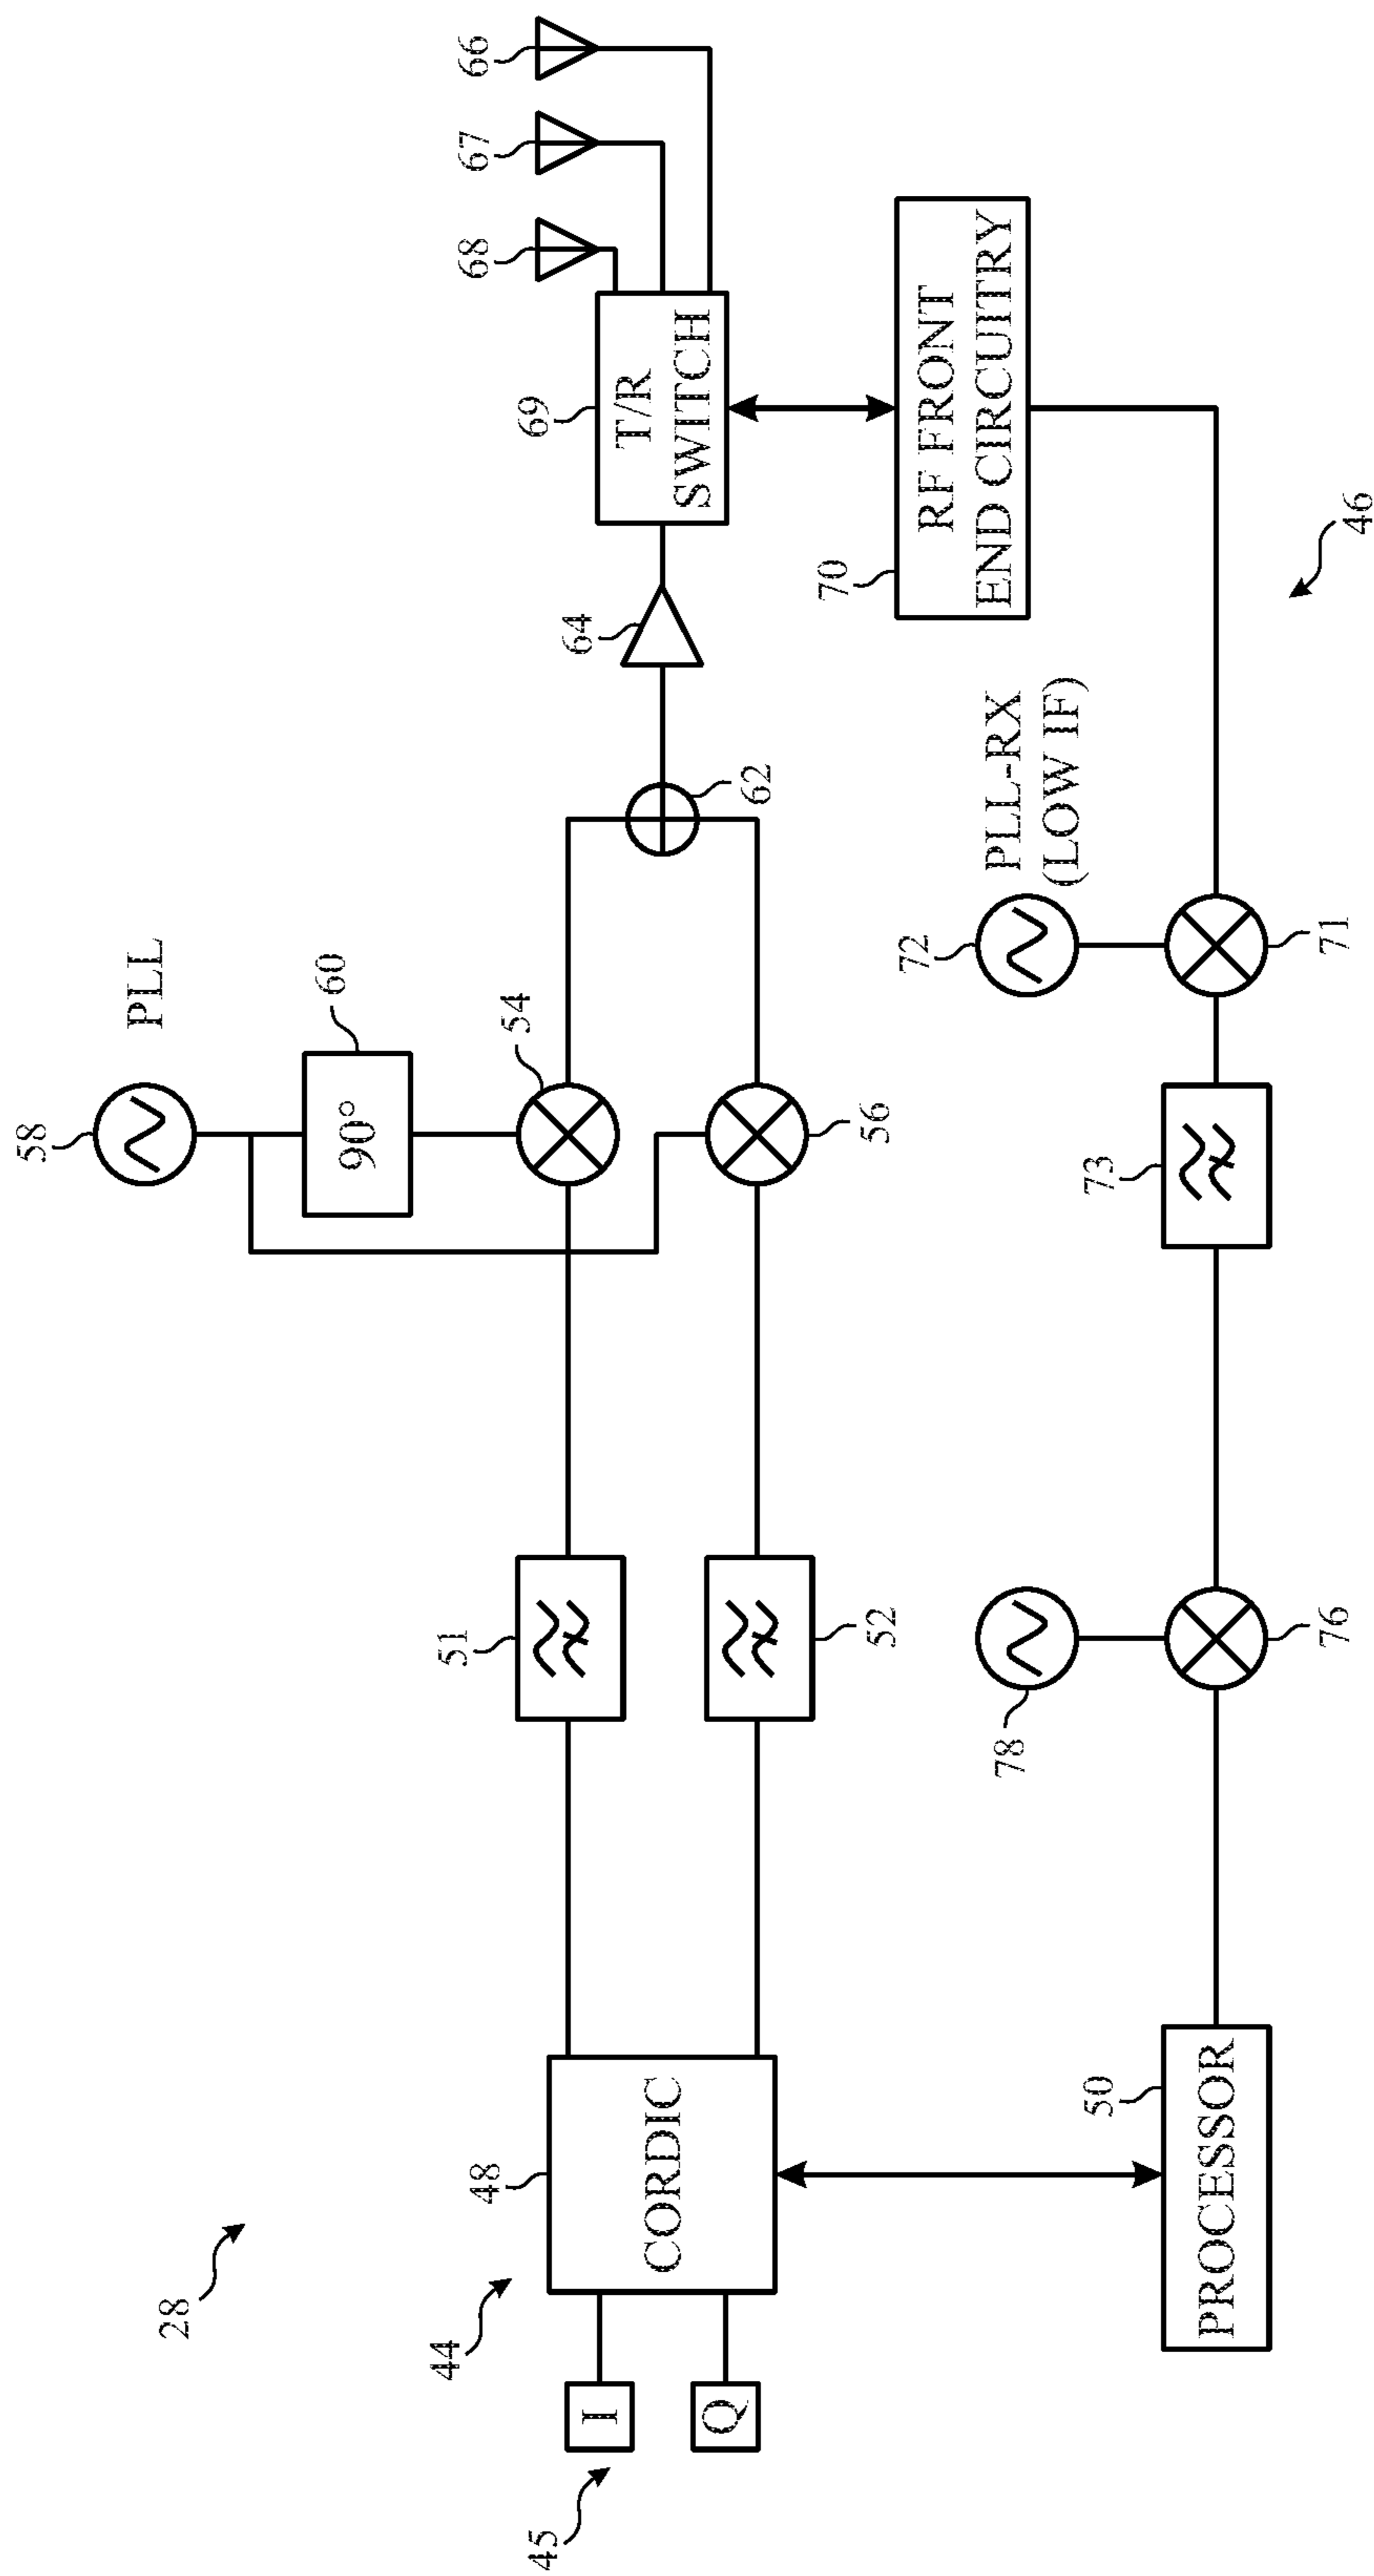 28
58
PLL
60
90°
44
45
I
Q
48
CORDIC
51
52
54
56
62
64
69
T/R
SWITCH
68
67
66
70
RF FRONT
END CIRCUITRY
46
50
PROCESSOR
78
76
73
72
PLL-RX
(LOW IF)
71